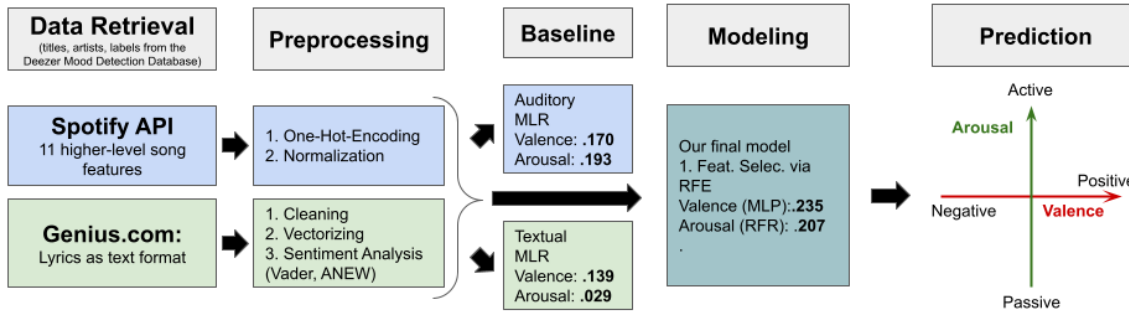 Data Retrieval
(titles, artists, labels from the
Deezer Mood Detection Database)
Preprocessing
Baseline
Modeling
Prediction
Spotify API
11 higher-level song
features
1. One-Hot-Encoding
2. Normalization
Auditory
MLR
Valence: .170
Arousal: .193
Genius.com:
Lyrics as text format
1. Cleaning
2. Vectorizing
3. Sentiment Analysis
(Vader, ANEW)
Textual
MLR
Valence: .139
Arousal: .029
Our final model
1. Feat. Selec. via
RFE
Valence (MLP):.235
Arousal (RFR): .207
.
Active
Arousal
Positive
Negative
Valence
Passive